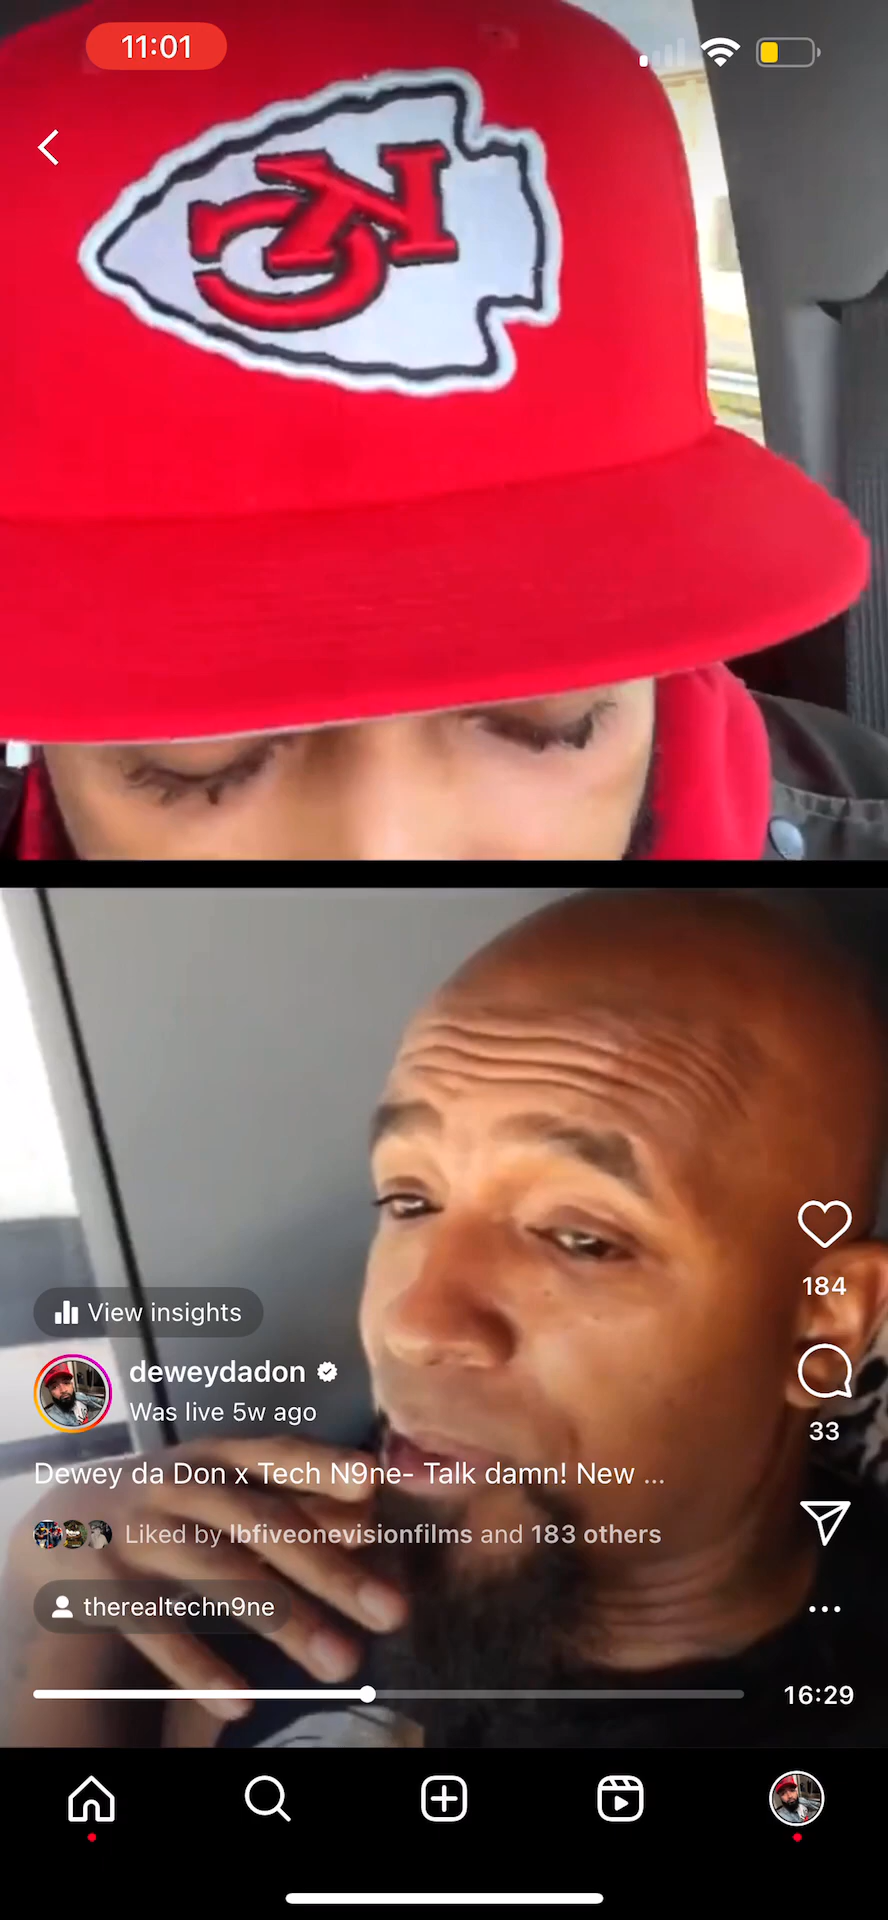 11:01
KC
View insights
deweydadon
Was live 5w ago
Dewey da Don x Tech N9ne- Talk damn! New ...
Liked by lbfiveonevisionfilms and 183 others
therealtechn9ne
184
33
16:29